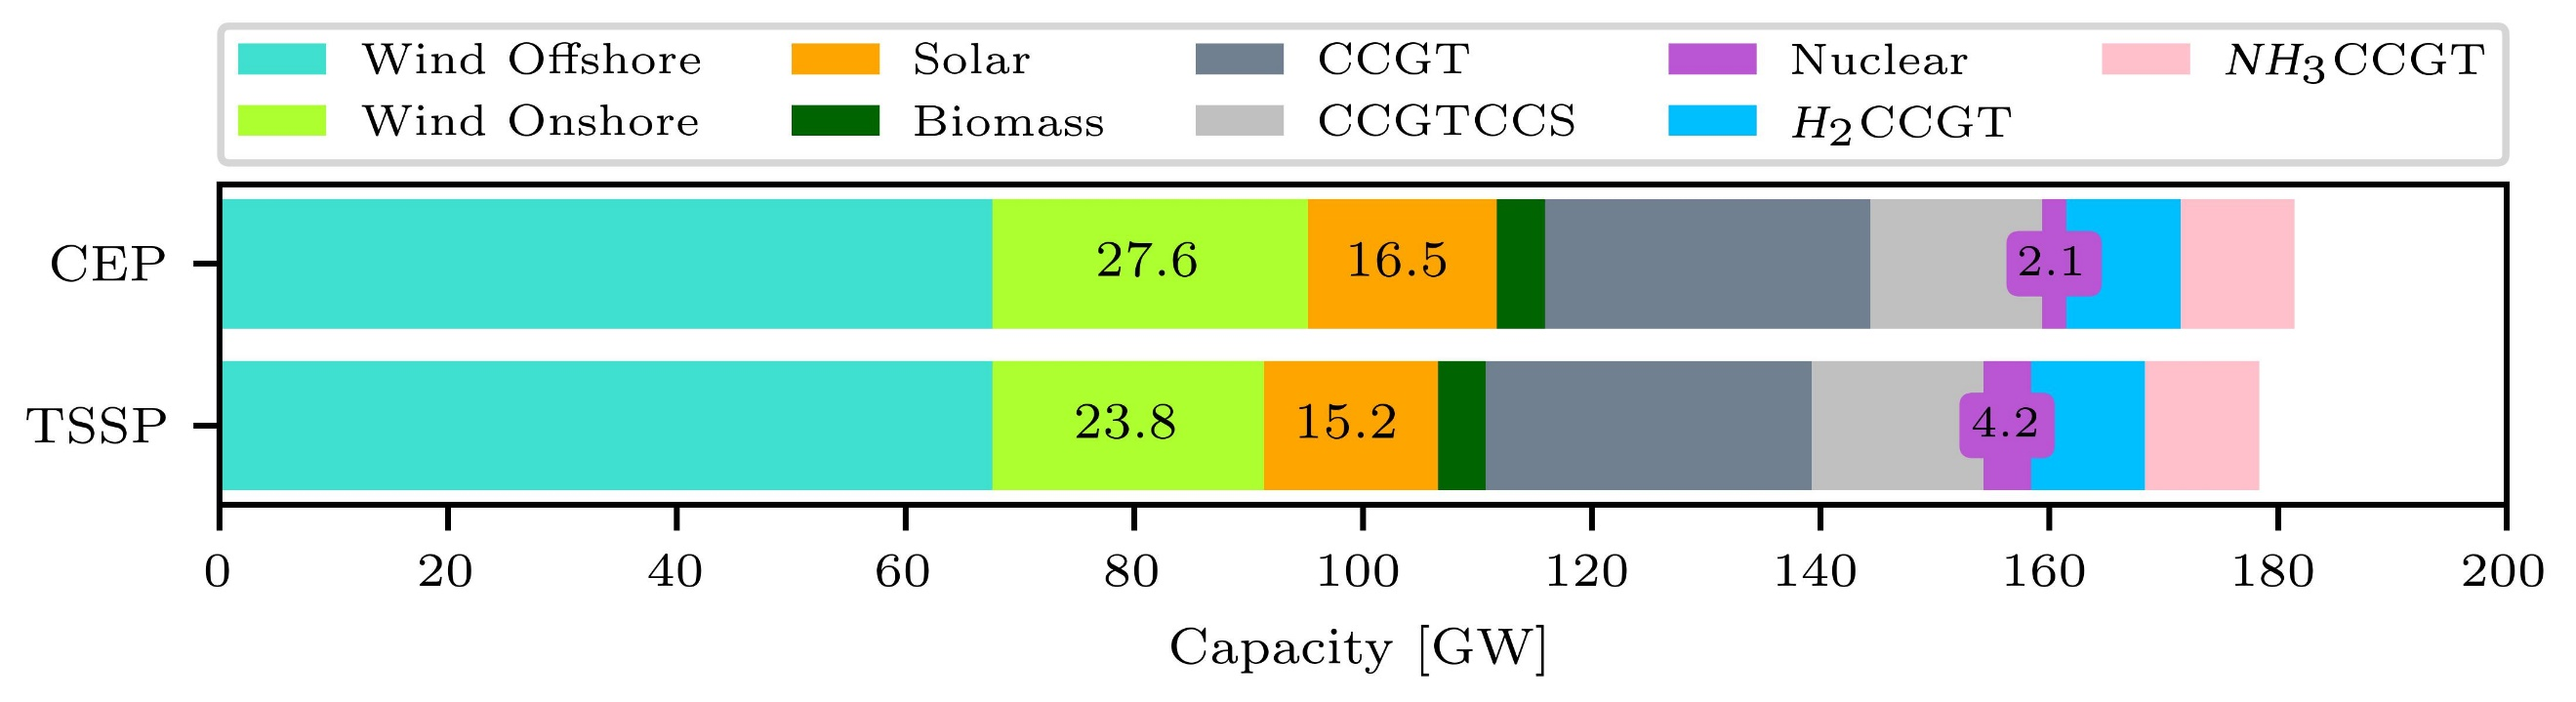 Wind Offshore Solar CCGT Nuclear NH₃CCGT
Wind Onshore Biomass CCGTCCS H₂CCGT
CEP 27.6 16.5 2.1
TSSP 23.8 15.2 4.2
0 20 40 60 80 100 120 140 160 180 200
Capacity [GW]